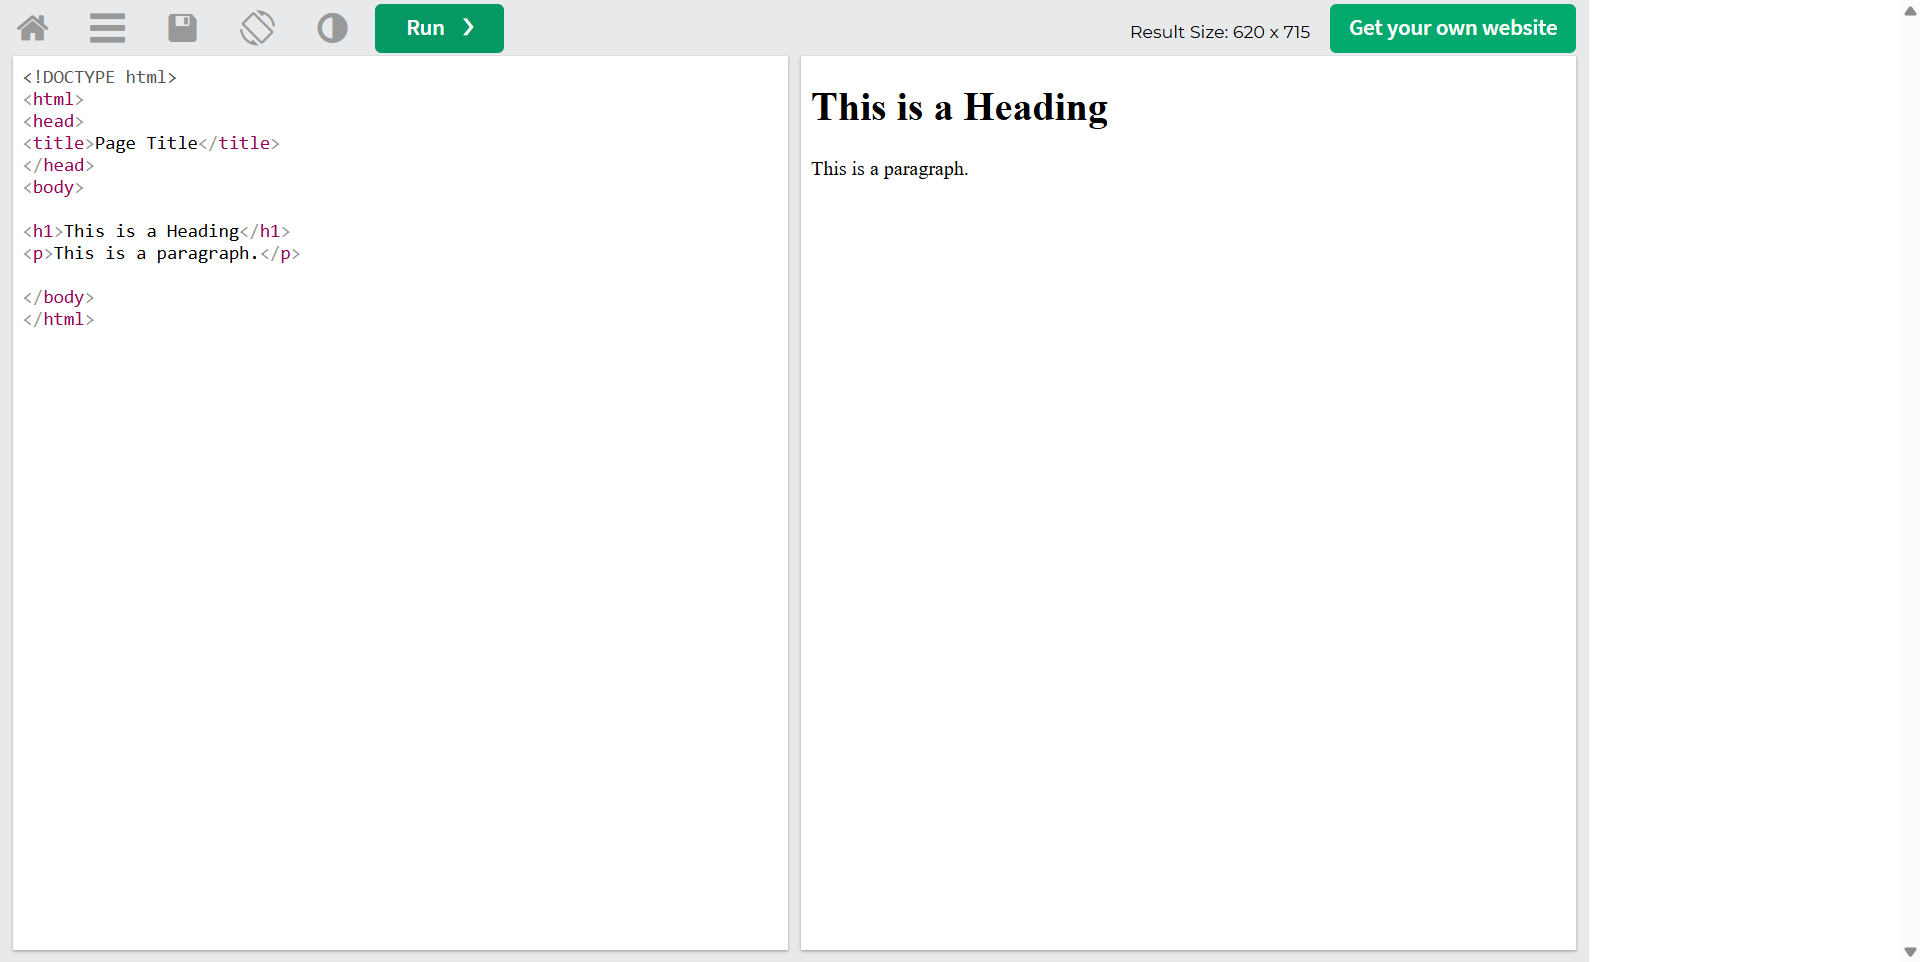 Run ❯
Result Size: 620 x 715
Get your own website
<!DOCTYPE html>
<html>
<head>
<title>Page Title</title>
</head>
<body>
<h1>This is a Heading</h1>
<p>This is a paragraph.</p>
</body>
</html>
This is a Heading
This is a paragraph.